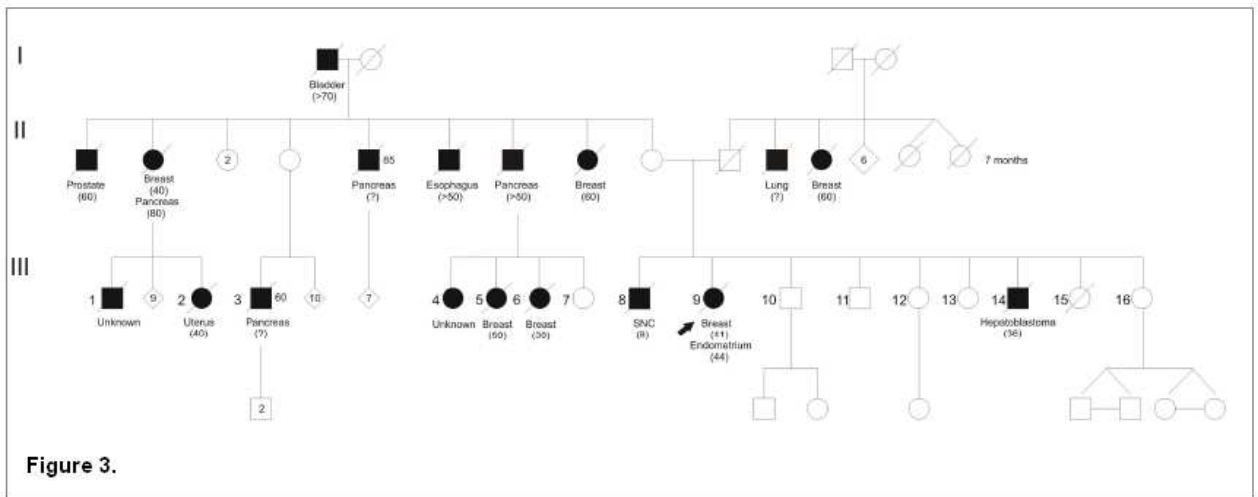 I
Bladder
(>70)
II
2
85
6
7 months
Prostate
(60)
Breast
(40)
Pancreas
(80)
Pancreas
(?)
Esophagus
(>50)
Pancreas
(>50)
Breast
(60)
Lung
(?)
Breast
(60)
III
1
9
2
3
60
10
7
4
5
6
7
8
9
10
11
12
13
14
15
16
Unknown
Uterus
(40)
Pancreas
(?)
Unknown
Breast
(50)
Breast
(30)
SNC
Breast
(41)
Endometrium
(44)
Hepatoblastoma
(36)
2
Figure 3.